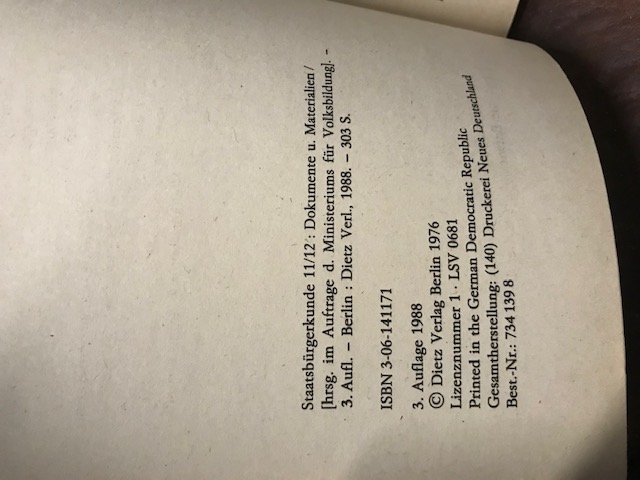 Staatsbürgerkunde 11/12 : Dokumente u. Materialien /
[hrsg. im Auftrage d. Ministeriums für Volksbildung]. –
3. Aufl. – Berlin : Dietz Verl., 1988. – 303 S.
ISBN 3-06-141171
3. Auflage 1988
© Dietz Verlag Berlin 1976
Lizenznummer 1 · LSV 0681
Printed in the German Democratic Republic
Gesamtherstellung: (140) Druckerei Neues Deutschland
Best.-Nr.: 734 139 8